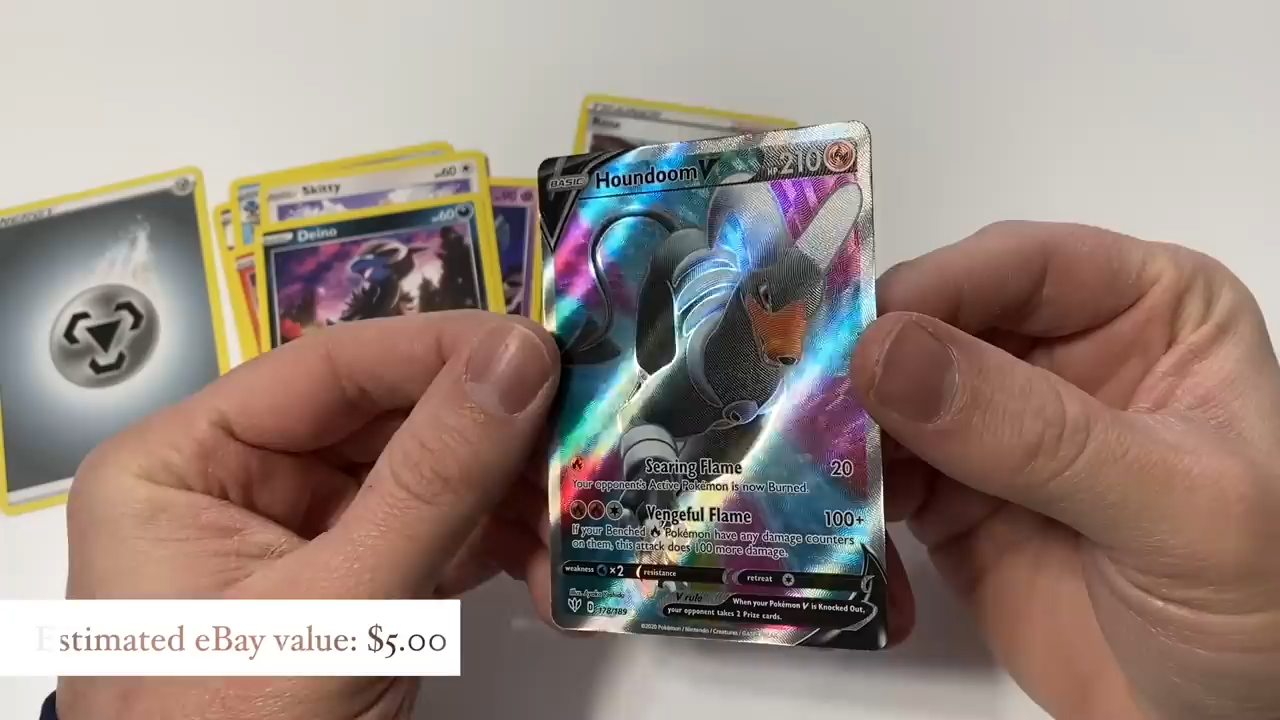 Skitty
60
Deino
60
BASIC
Houndoom V
HP 210
Searing Flame 20
Your opponent's Active Pokémon is now Burned.
Vengeful Flame 100+
If your Benched Pokémon have any damage counters
on them, this attack does 100 more damage.
weakness ×2 resistance retreat
V rule When your Pokémon V is Knocked Out,
your opponent takes 2 Prize cards.
D 178/189
©2020 Pokémon / Nintendo / Creatures / GAME FREAK
Estimated eBay value: $5.00